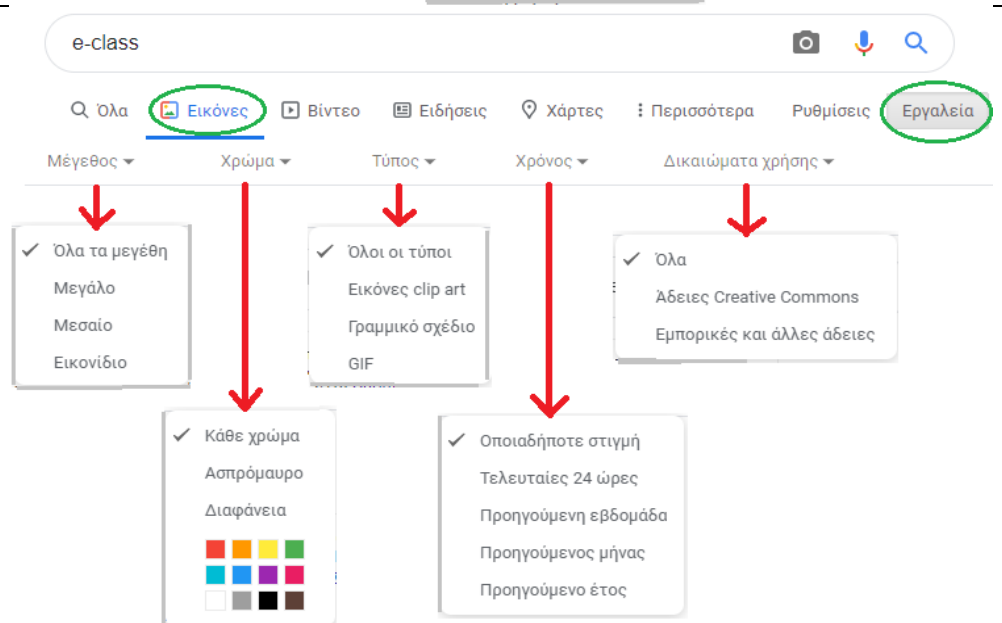 e-class
Όλα Εικόνες Βίντεο Ειδήσεις Χάρτες Περισσότερα Ρυθμίσεις Εργαλεία
Μέγεθος Χρώμα Τύπος Χρόνος Δικαιώματα χρήσης
Όλα τα μεγέθη
Μεγάλο
Μεσαίο
Εικονίδιο
Όλοι οι τύποι
Εικόνες clip art
Γραμμικό σχέδιο
GIF
Όλα
Άδειες Creative Commons
Εμπορικές και άλλες άδειες
Κάθε χρώμα
Ασπρόμαυρο
Διαφάνεια
Οποιαδήποτε στιγμή
Τελευταίες 24 ώρες
Προηγούμενη εβδομάδα
Προηγούμενος μήνας
Προηγούμενο έτος